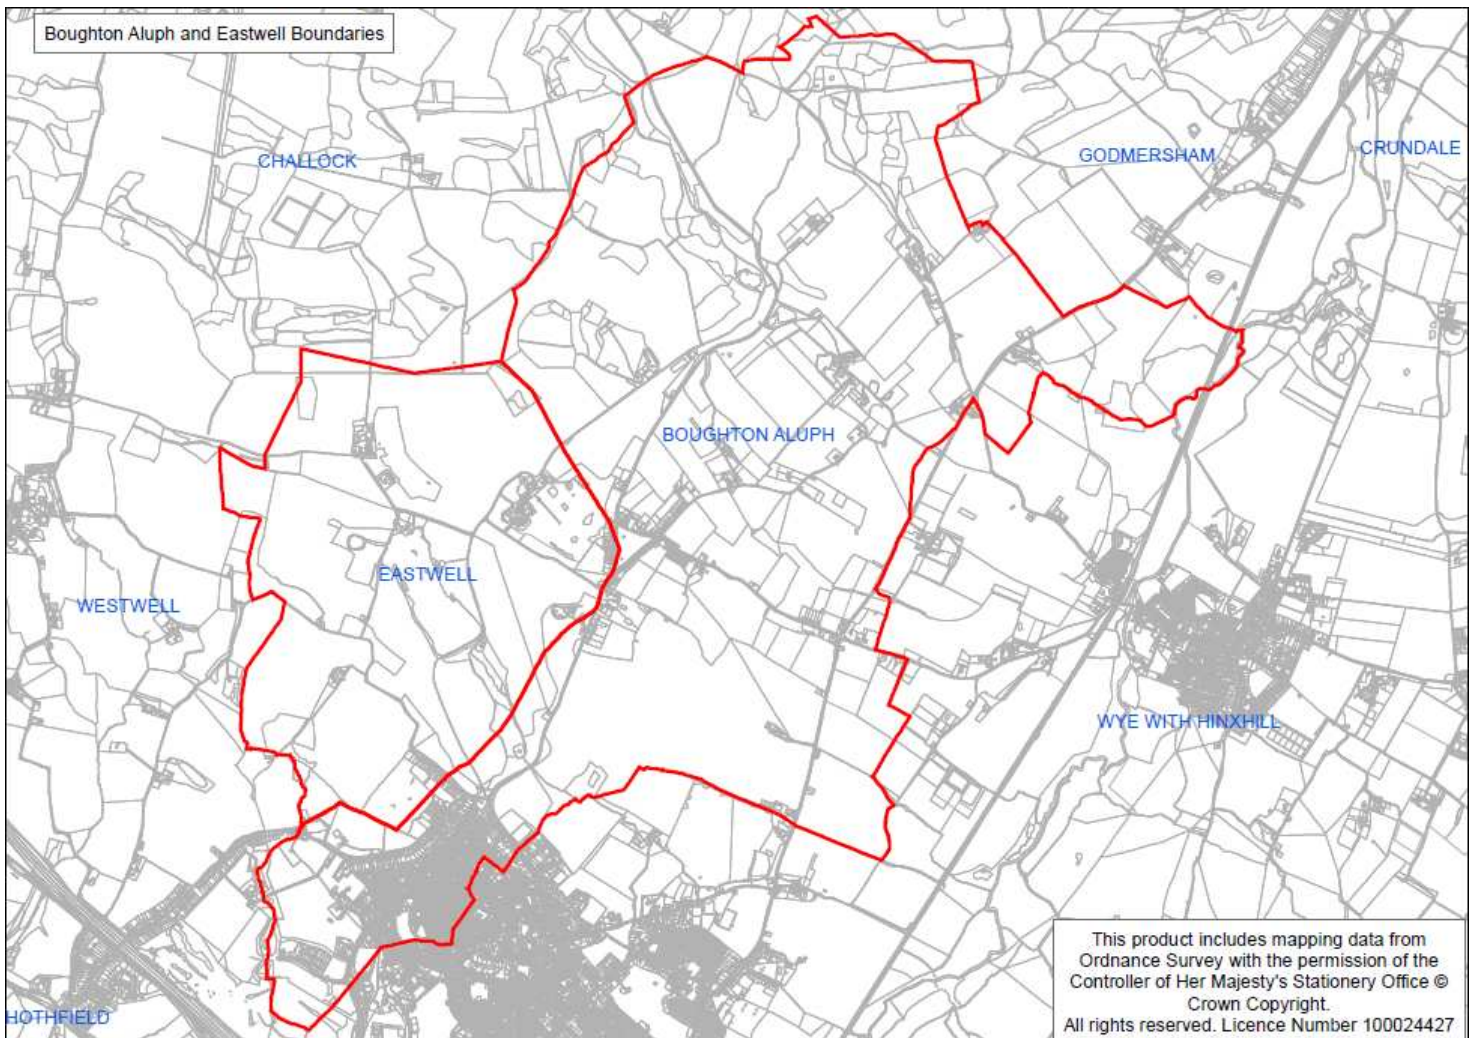 Boughton Aluph and Eastwell Boundaries
CHALLOCK
GODMERSHAM
CRUNDALE
BOUGHTON ALUPH
EASTWELL
WESTWELL
WYE WITH HINXHILL
HOTHFIELD
This product includes mapping data from
Ordnance Survey with the permission of the
Controller of Her Majesty's Stationery Office ©
Crown Copyright.
All rights reserved. Licence Number 100024427